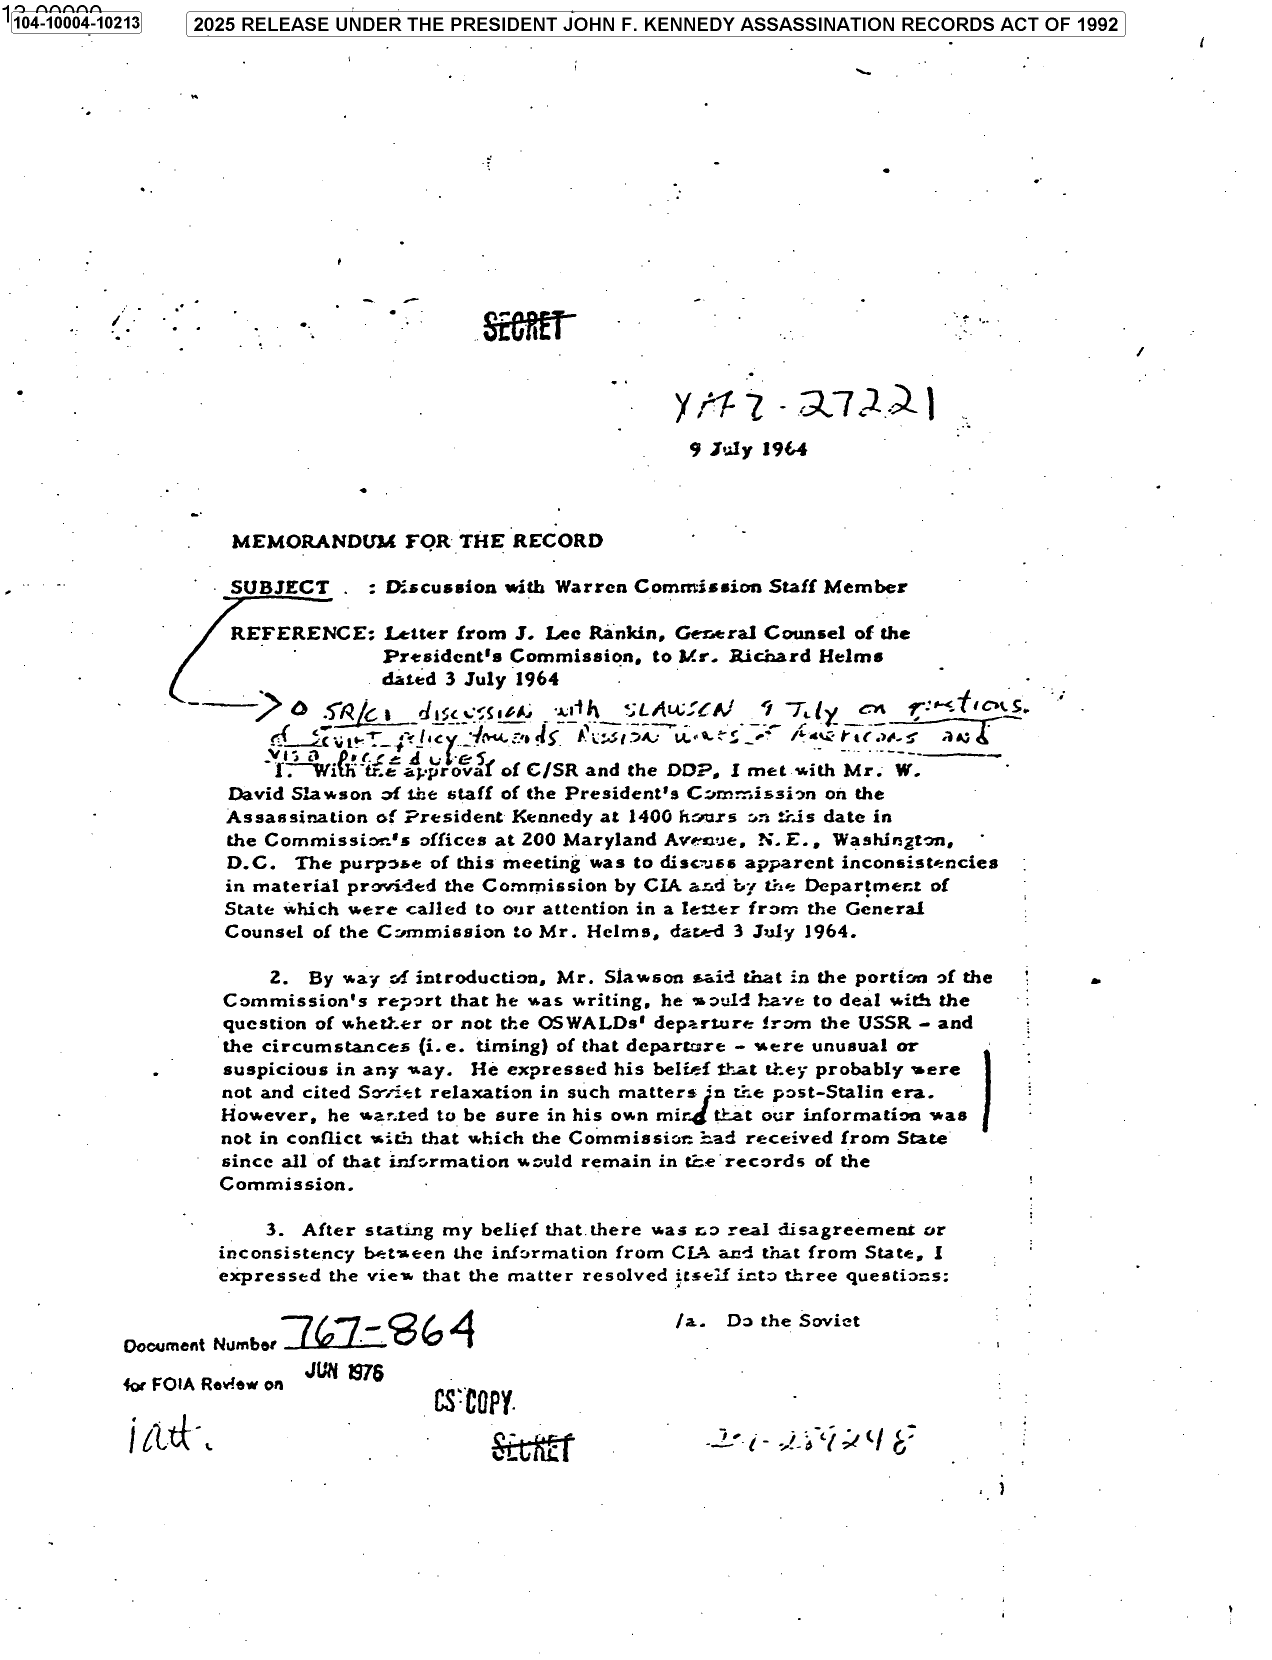 104-10004-10213
2025 RELEASE UNDER THE PRESIDENT JOHN F. KENNEDY ASSASSINATION RECORDS ACT OF 1992
SECRET
27221
9 July 1964
MEMORANDUM FOR THE RECORD
SUBJECT : Discussion with Warren Commission Staff Member
REFERENCE: Letter from J. Lee Rankin, General Counsel of the
President's Commission, to Mr. Richard Helms
dated 3 July 1964
SR/CI discussion with SLAWSON 9 July on questions
of Soviet policy towards Russian wives of Americans and
visa procedures
1. With the approval of C/SR and the DDP, I met with Mr. W.
David Slawson of the staff of the President's Commission on the
Assassination of President Kennedy at 1400 hours on this date in
the Commission's offices at 200 Maryland Avenue, N.E., Washington,
D.C. The purpose of this meeting was to discuss apparent inconsistencies
in material provided the Commission by CIA and by the Department of
State which were called to our attention in a letter from the General
Counsel of the Commission to Mr. Helms, dated 3 July 1964.
2. By way of introduction, Mr. Slawson said that in the portion of the
Commission's report that he was writing, he would have to deal with the
question of whether or not the OSWALDs' departure from the USSR - and
the circumstances (i.e. timing) of that departure - were unusual or
suspicious in any way. He expressed his belief that they probably were
not and cited Soviet relaxation in such matters in the post-Stalin era.
However, he wanted to be sure in his own mind that our information was
not in conflict with that which the Commission had received from State
since all of that information would remain in the records of the
Commission.
3. After stating my belief that there was no real disagreement or
inconsistency between the information from CIA and that from State, I
expressed the view that the matter resolved itself into three questions:
/a. Do the Soviet
Document Number 767-864
for FOIA Review on JUN 1976
CS COPY
SECRET